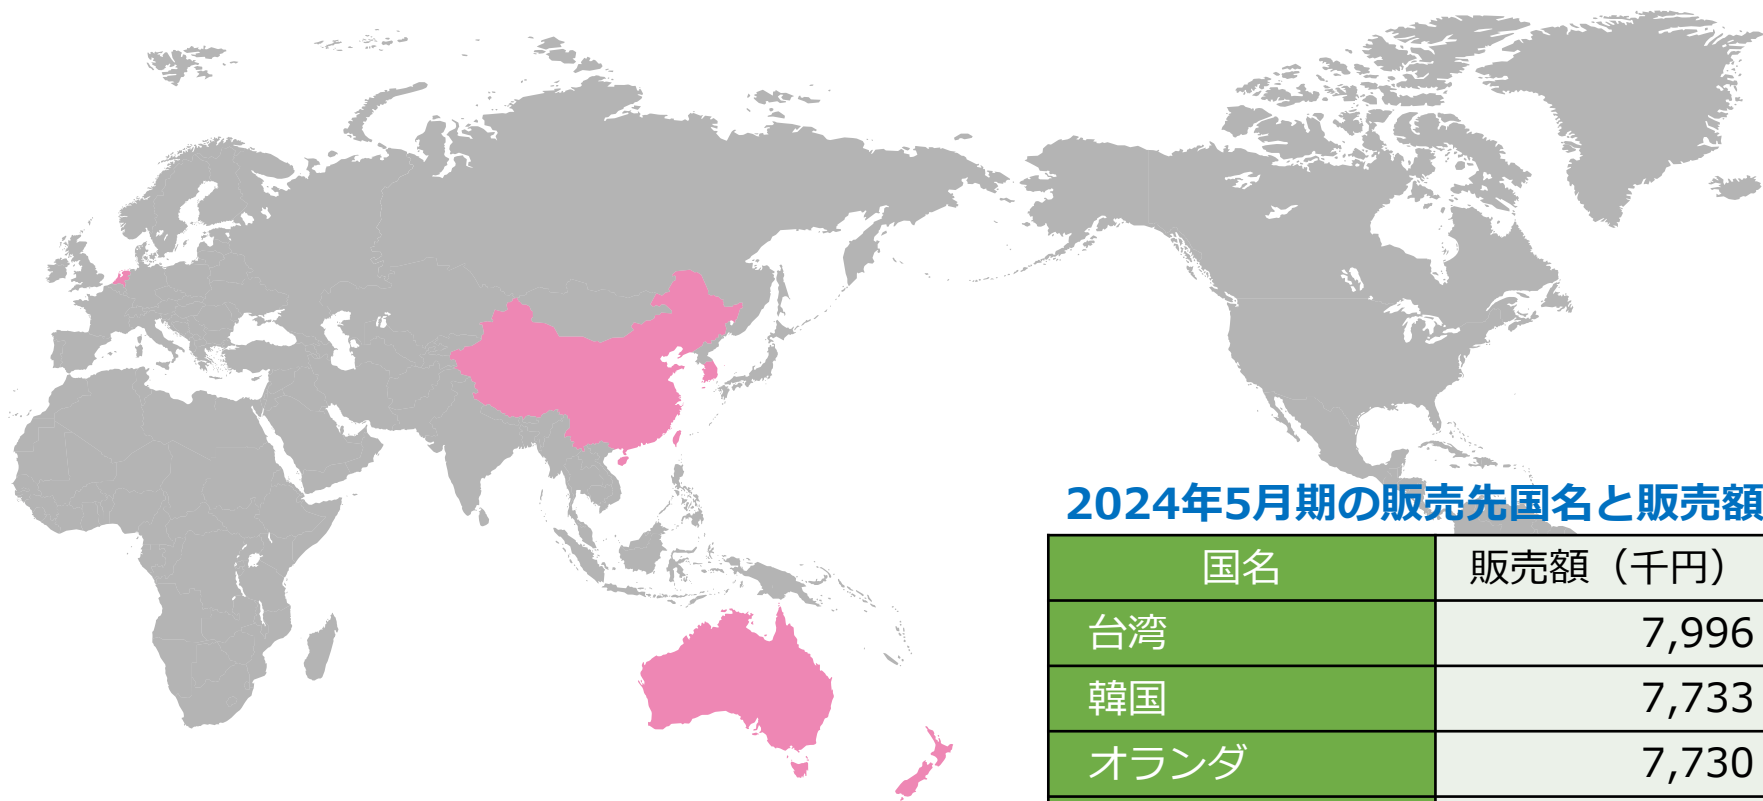 2024年5月期の販売先国名と販売額
国名 販売額（千円）
台湾 7,996
韓国 7,733
オランダ 7,730